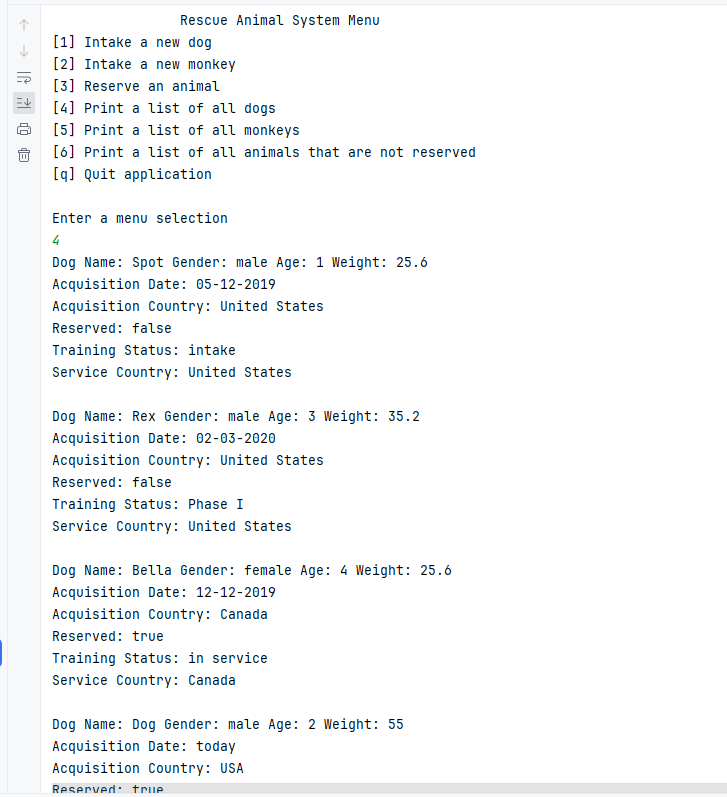 Rescue Animal System Menu
[1] Intake a new dog
[2] Intake a new monkey
[3] Reserve an animal
[4] Print a list of all dogs
[5] Print a list of all monkeys
[6] Print a list of all animals that are not reserved
[q] Quit application
Enter a menu selection
4
Dog Name: Spot Gender: male Age: 1 Weight: 25.6
Acquisition Date: 05-12-2019
Acquisition Country: United States
Reserved: false
Training Status: intake
Service Country: United States
Dog Name: Rex Gender: male Age: 3 Weight: 35.2
Acquisition Date: 02-03-2020
Acquisition Country: United States
Reserved: false
Training Status: Phase I
Service Country: United States
Dog Name: Bella Gender: female Age: 4 Weight: 25.6
Acquisition Date: 12-12-2019
Acquisition Country: Canada
Reserved: true
Training Status: in service
Service Country: Canada
Dog Name: Dog Gender: male Age: 2 Weight: 55
Acquisition Date: today
Acquisition Country: USA
Reserved: true